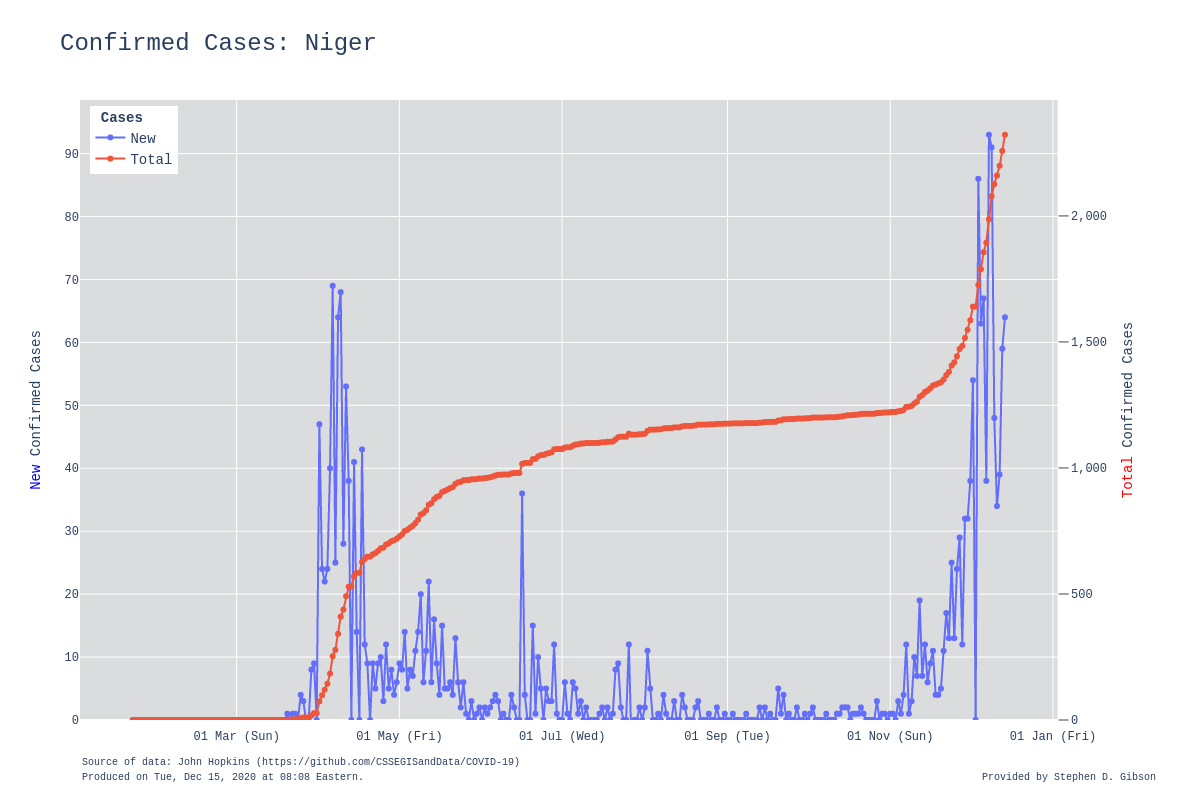 Confirmed Cases: Niger
Cases
New
Total
90
80
70
60
50
40
30
20
10
0
New Confirmed Cases
2,000
1,500
1,000
500
0
Total Confirmed Cases
01 Mar (Sun)
01 May (Fri)
01 Jul (Wed)
01 Sep (Tue)
01 Nov (Sun)
01 Jan (Fri)
Source of data: John Hopkins (https://github.com/CSSEGISandData/COVID-19)
Produced on Tue, Dec 15, 2020 at 08:08 Eastern.
Provided by Stephen D. Gibson